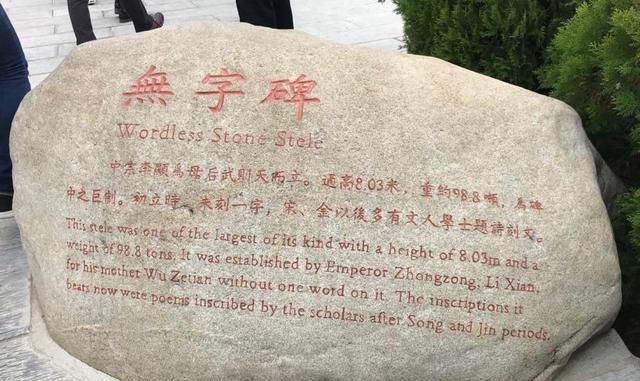 無字碑
Wordless Stone Stele
中宗李顯為母后武則天而立。通高8.03米，重約98.8噸，為碑
中之巨制。初立時，未刻一字，宋、金以後多有文人學士題詩刻文。
This stele was one of the largest of its kind with a height of 8.03m and a
weight of 98.8 tons. It was established by Emperor Zhongzong, Li Xian,
for his mother Wu Zetian without one word on it. The inscriptions it
bears now were poems inscribed by the scholars after Song and Jin periods.